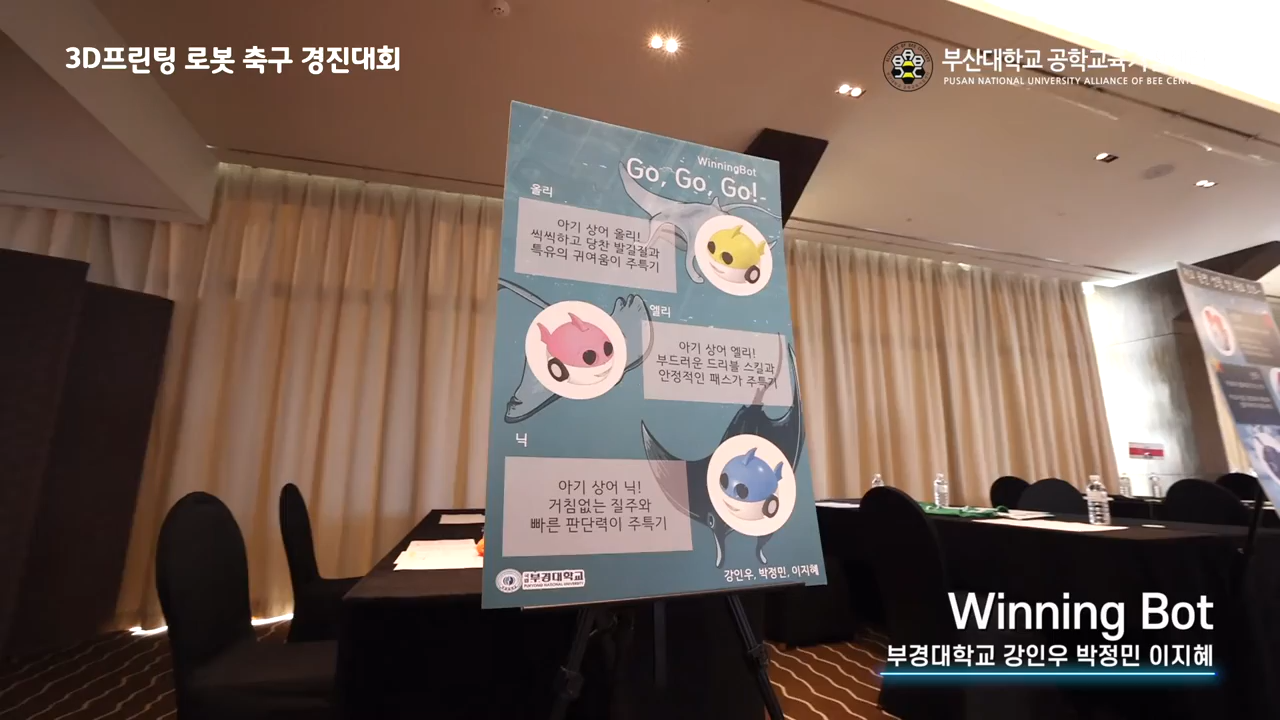 3D프린팅 로봇 축구 경진대회
부산대학교 공학교육
PUSAN NATIONAL UNIVERSITY ALLIANCE OF BEE
WinningBot
Go, Go, Go!
올리
아기 상어 올리!
씩씩하고 당찬 발길질과
특유의 귀여움이 주특기
엘리
아기 상어 엘리!
부드러운 드리블 스킬과
안정적인 패스가 주특기
닉
아기 상어 닉!
거침없는 질주와
빠른 판단력이 주특기
부경대학교
PUKYONG NATIONAL UNIVERSITY
강인우, 박정민, 이지혜
Winning Bot
부경대학교 강인우 박정민 이지혜